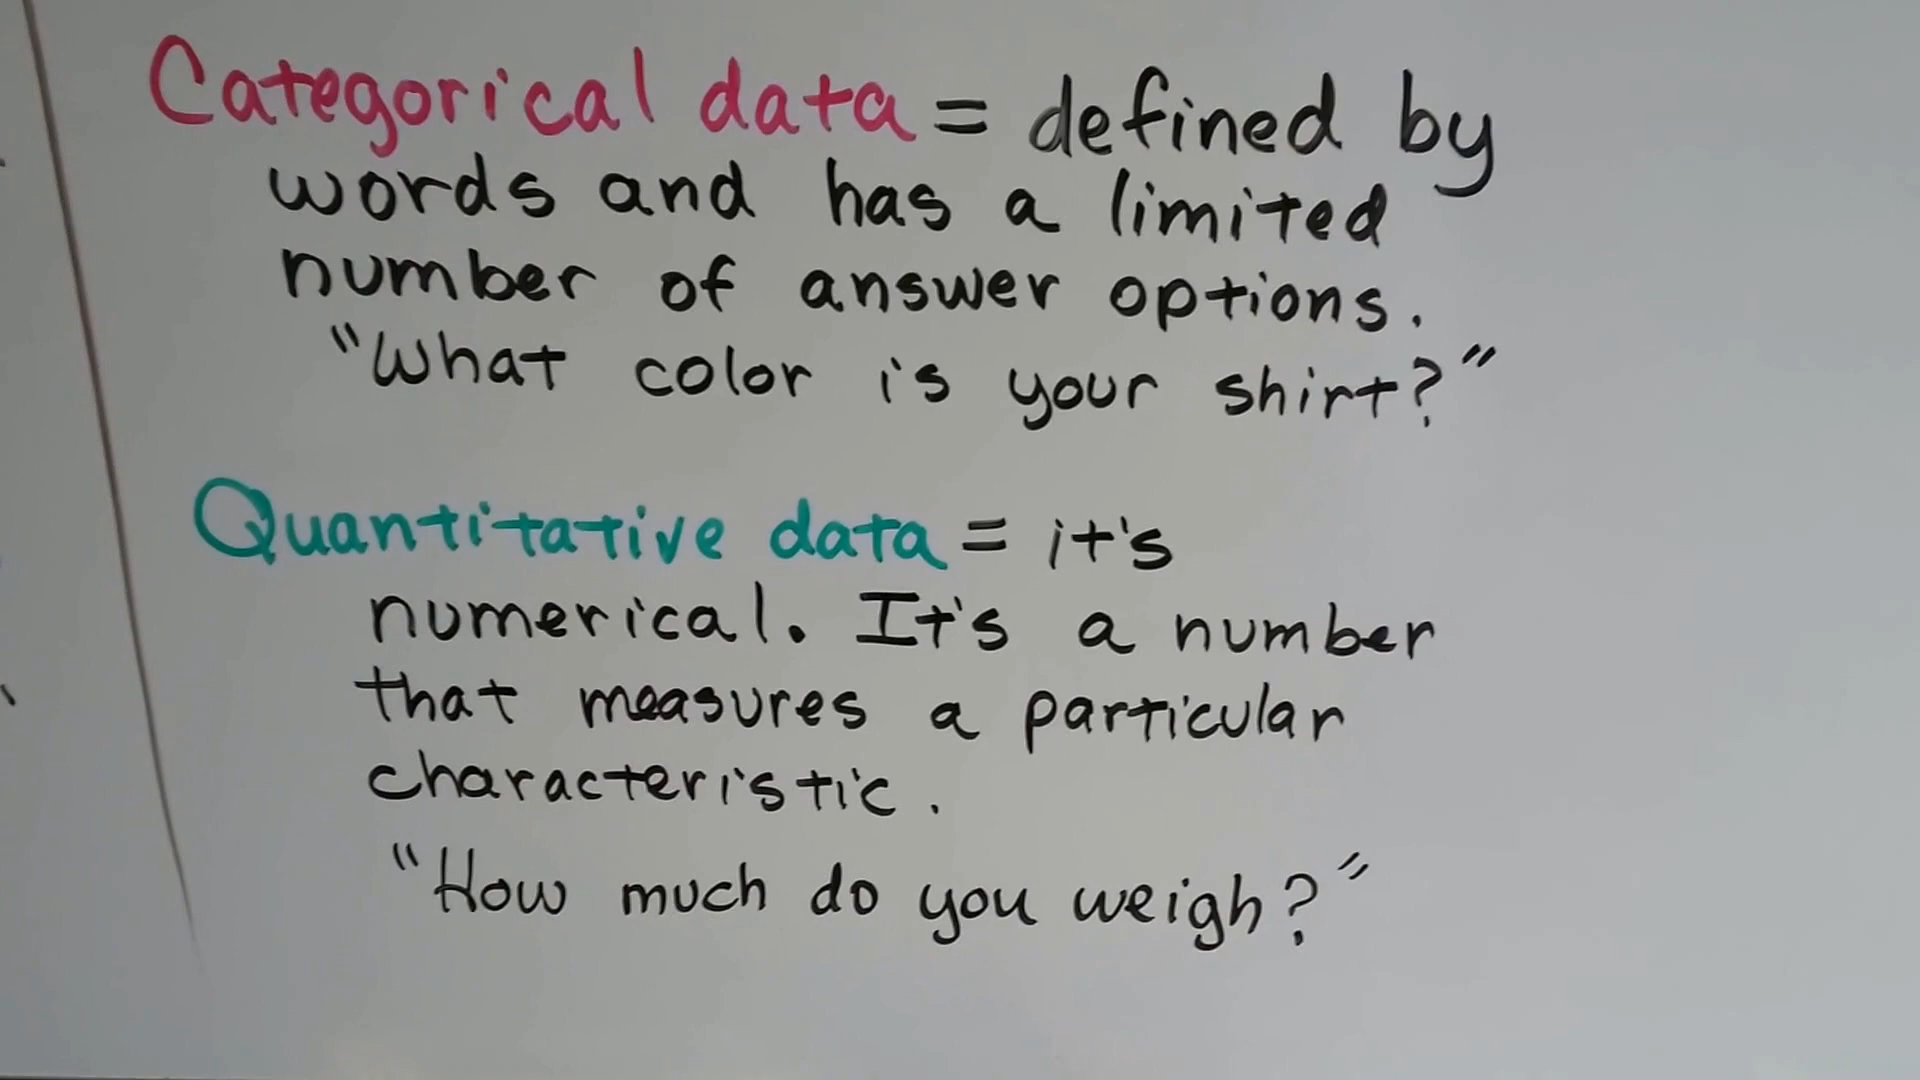 Categorical data = defined by
words and has a limited
number of answer options.
"What color is your shirt?"
Quantitative data = it's
numerical. It's a number
that measures a particular
characteristic.
"How much do you weigh?"